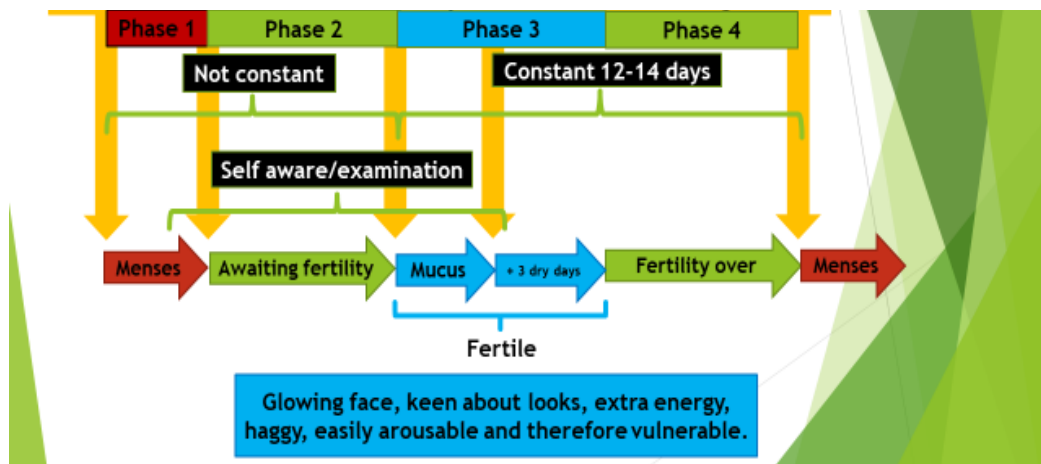 Phase 1 Phase 2 Phase 3 Phase 4
Not constant
Constant 12-14 days
Self aware/examination
Menses Awaiting fertility Mucus + 3 dry days Fertility over Menses
Fertile
Glowing face, keen about looks, extra energy,
haggy, easily arousable and therefore vulnerable.